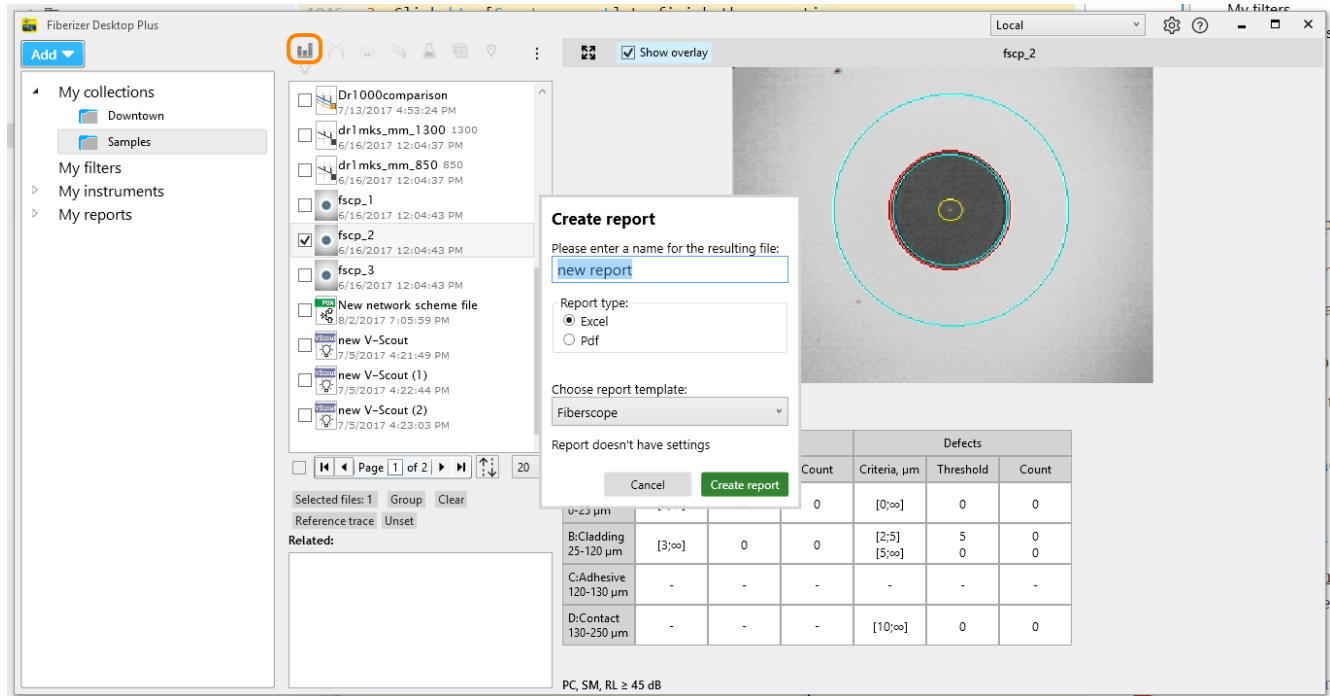 My filters
Fiberizer Desktop Plus
Local
Add
Show overlay
fscp_2
My collections
Downtown
Samples
My filters
My instruments
My reports
Dr1000comparison
7/13/2017 4:53:24 PM
dr1mks_mm_1300 1300
6/16/2017 12:04:37 PM
dr1mks_mm_850 850
6/16/2017 12:04:37 PM
fscp_1
6/16/2017 12:04:43 PM
fscp_2
6/16/2017 12:04:43 PM
fscp_3
6/16/2017 12:04:43 PM
New network scheme file
8/2/2017 7:05:59 PM
new V-Scout
7/5/2017 4:21:49 PM
new V-Scout (1)
7/5/2017 4:22:44 PM
new V-Scout (2)
7/5/2017 4:23:03 PM
Page 1 of 2
20
Selected files: 1 Group Clear
Reference trace Unset
Related:
Create report
Please enter a name for the resulting file:
new report
Report type:
Excel
Pdf
Choose report template:
Fiberscope
Report doesn't have settings
Cancel Create report
Defects
Count Criteria, µm Threshold Count
0-25 µm 0 [0;∞] 0 0
B:Cladding [2;5] 5 0
25-120 µm [3;∞] 0 0 [5;∞] 0 0
C:Adhesive
120-130 µm - - - - - -
D:Contact
130-250 µm - - - [10;∞] 0 0
PC, SM, RL ≥ 45 dB